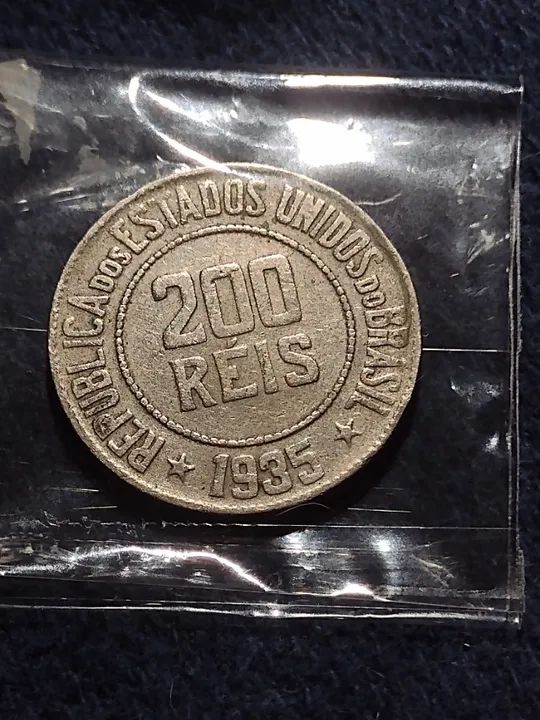 REPUBLICA DOS ESTADOS UNIDOS DO BRASIL
200
RÉIS
★ 1935 ★